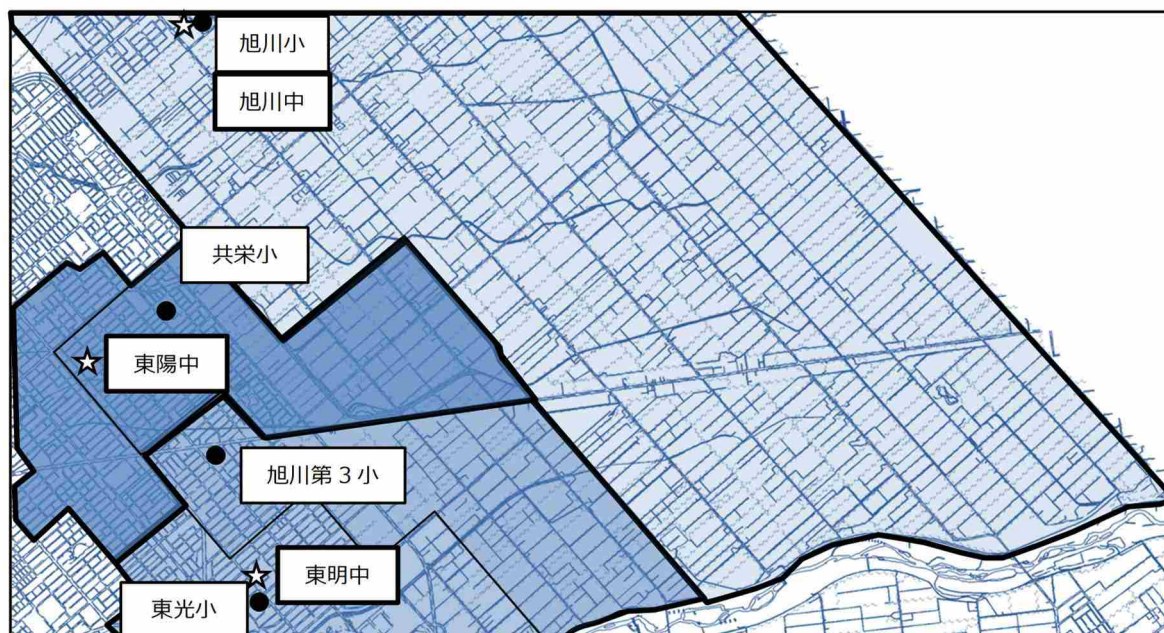 旭川小
旭川中
共栄小
東陽中
旭川第３小
東明中
東光小